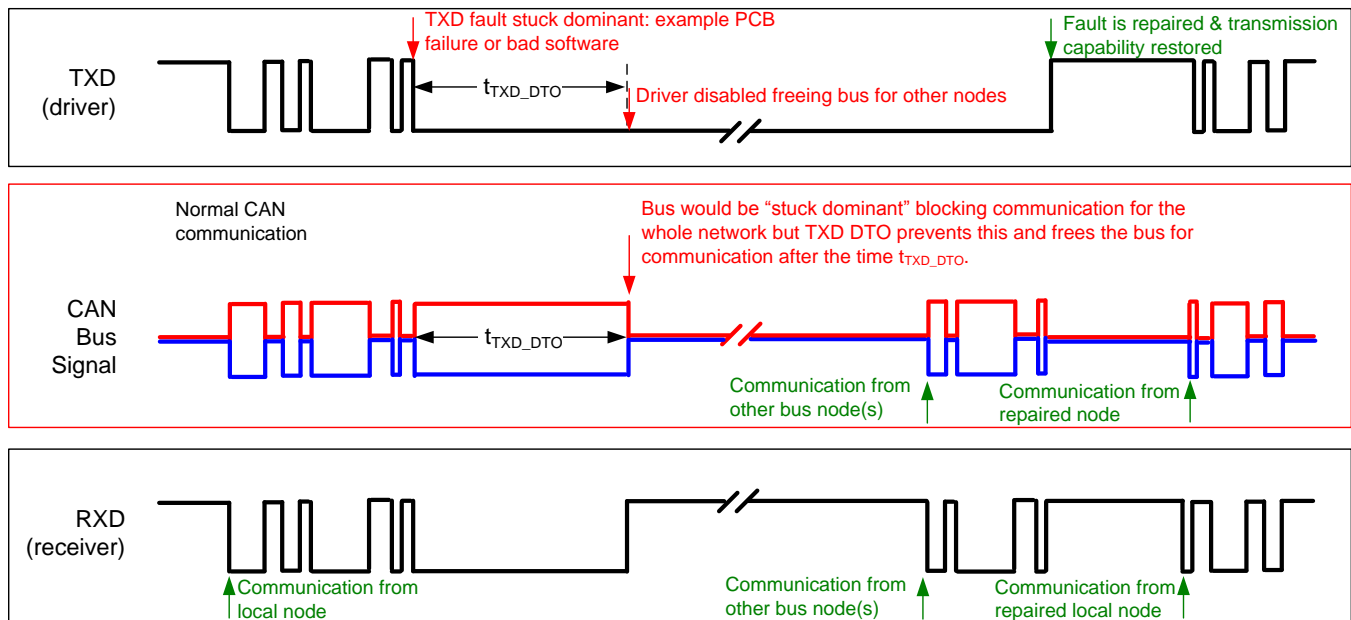 TXD fault stuck dominant: example PCB
failure or bad software
Fault is repaired & transmission
capability restored
TXD
(driver)
tTXD_DTO
Driver disabled freeing bus for other nodes
Normal CAN
communication
Bus would be “stuck dominant” blocking communication for the
whole network but TXD DTO prevents this and frees the bus for
communication after the time tTXD_DTO.
CAN
Bus
Signal
tTXD_DTO
Communication from
other bus node(s)
Communication from
repaired node
RXD
(receiver)
Communication from
local node
Communication from
other bus node(s)
Communication from
repaired local node